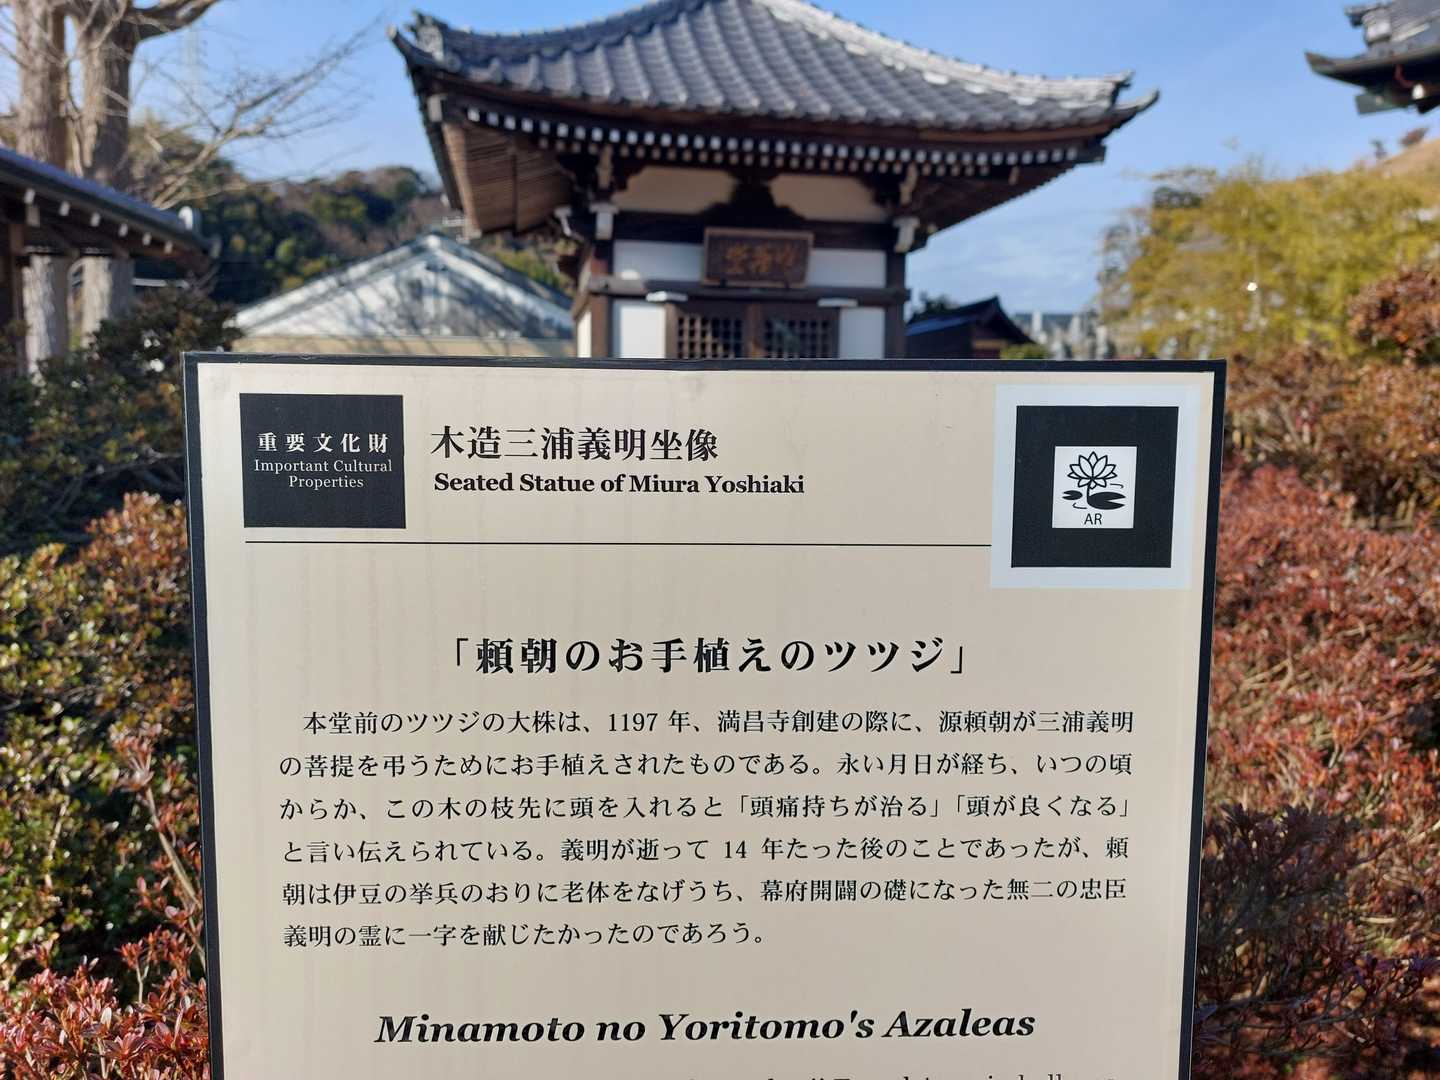 重要文化財
Important Cultural
Properties
木造三浦義明坐像
Seated Statue of Miura Yoshiaki
AR
「頼朝のお手植えのツツジ」
本堂前のツツジの大株は、1197 年、満昌寺創建の際に、源頼朝が三浦義明
の菩提を弔うためにお手植えされたものである。永い月日が経ち、いつの頃
からか、この木の枝先に頭を入れると「頭痛持ちが治る」「頭が良くなる」
と言い伝えられている。義明が逝って 14 年たった後のことであったが、頼
朝は伊豆の挙兵のおりに老体をなげうち、幕府開闢の礎になった無二の忠臣
義明の霊に一字を献じたかったのであろう。
Minamoto no Yoritomo's Azaleas